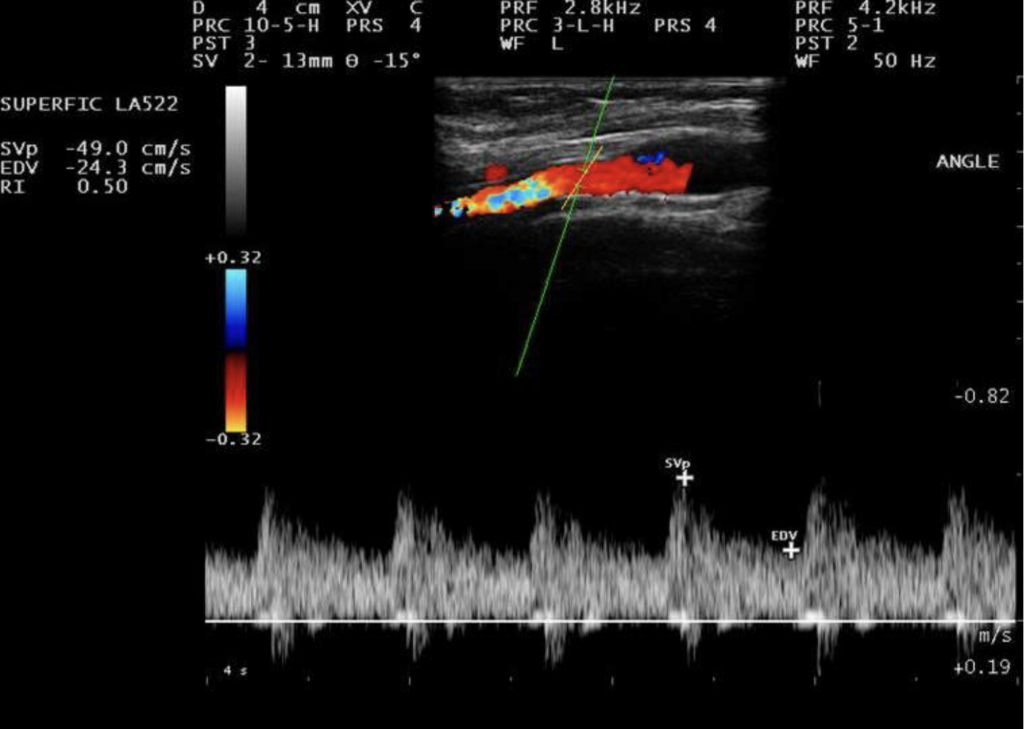 D 4 cm XV C
PRC 10-5-H PRS 4
PST 3
SV 2- 13mm θ -15°
PRF 2.8kHz
PRC 3-L-H PRS 4
WF L
PRF 4.2kHz
PRC 5-1
PST 2
WF 50 Hz
SUPERFIC LA522
SVp -49.0 cm/s
EDV -24.3 cm/s
RI 0.50
ANGLE
+0.32
-0.32
-0.82
SVp
EDV
m/s
4 s
+0.19